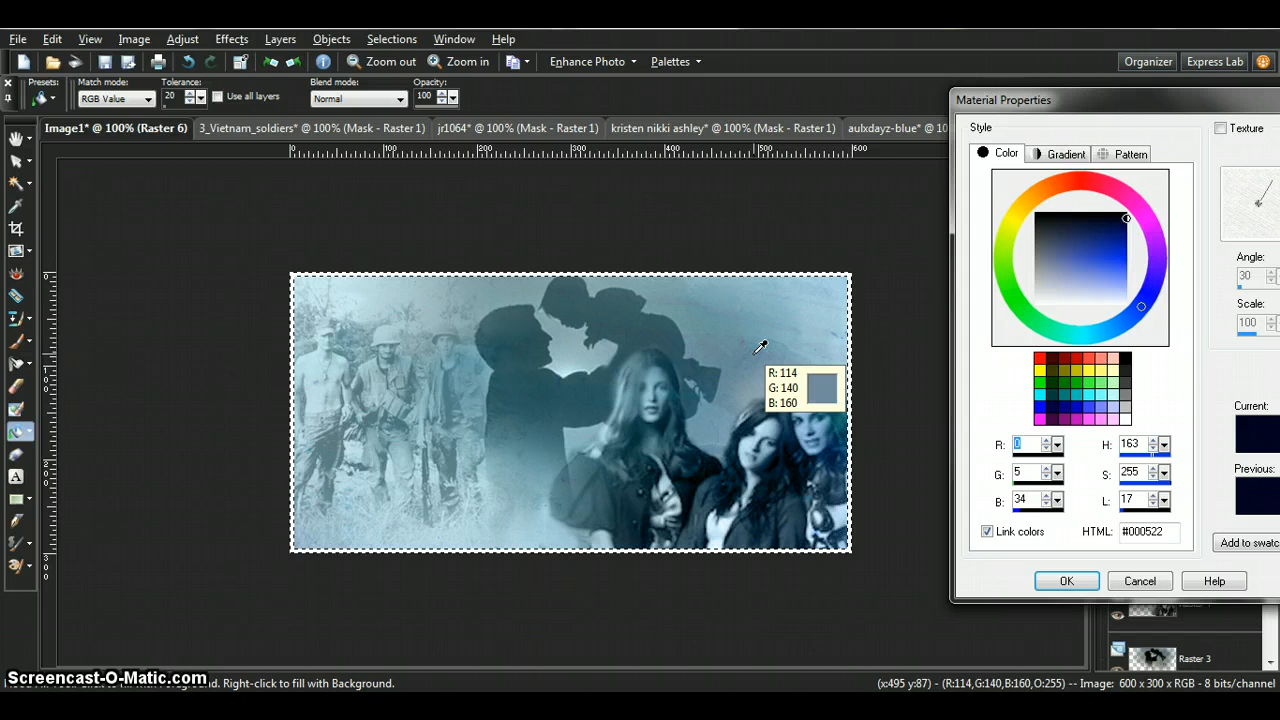 File Edit View Image Adjust Effects Layers Objects Selections Window Help
Zoom out Zoom in Enhance Photo Palettes Organizer Express Lab
Presets: Match mode: Tolerance: Blend mode: Opacity:
RGB Value 20 Use all layers Normal 100
Image1* @ 100% (Raster 6) 3_Vietnam_soldiers* @ 100% (Mask - Raster 1) jr1064* @ 100% (Mask - Raster 1) kristen nikki ashley* @ 100% (Mask - Raster 1) aulxdayz-blue* @ 10
0 100 200 300 400 500 600
0
100
200
300
Material Properties
Style
Texture
Color Gradient Pattern
Angle:
30
Scale:
100
R: 114
G: 140
B: 160
Current:
R: 0 H: 163
G: 5 S: 255
Previous:
B: 34 L: 17
Link colors HTML: #000522
Add to swatc
OK Cancel Help
Raster 3
Screencast-O-Matic.com
Right-click to fill with Background.
(x:495 y:87) - (R:114,G:140,B:160,O:255) -- Image: 600 x 300 x RGB - 8 bits/channel